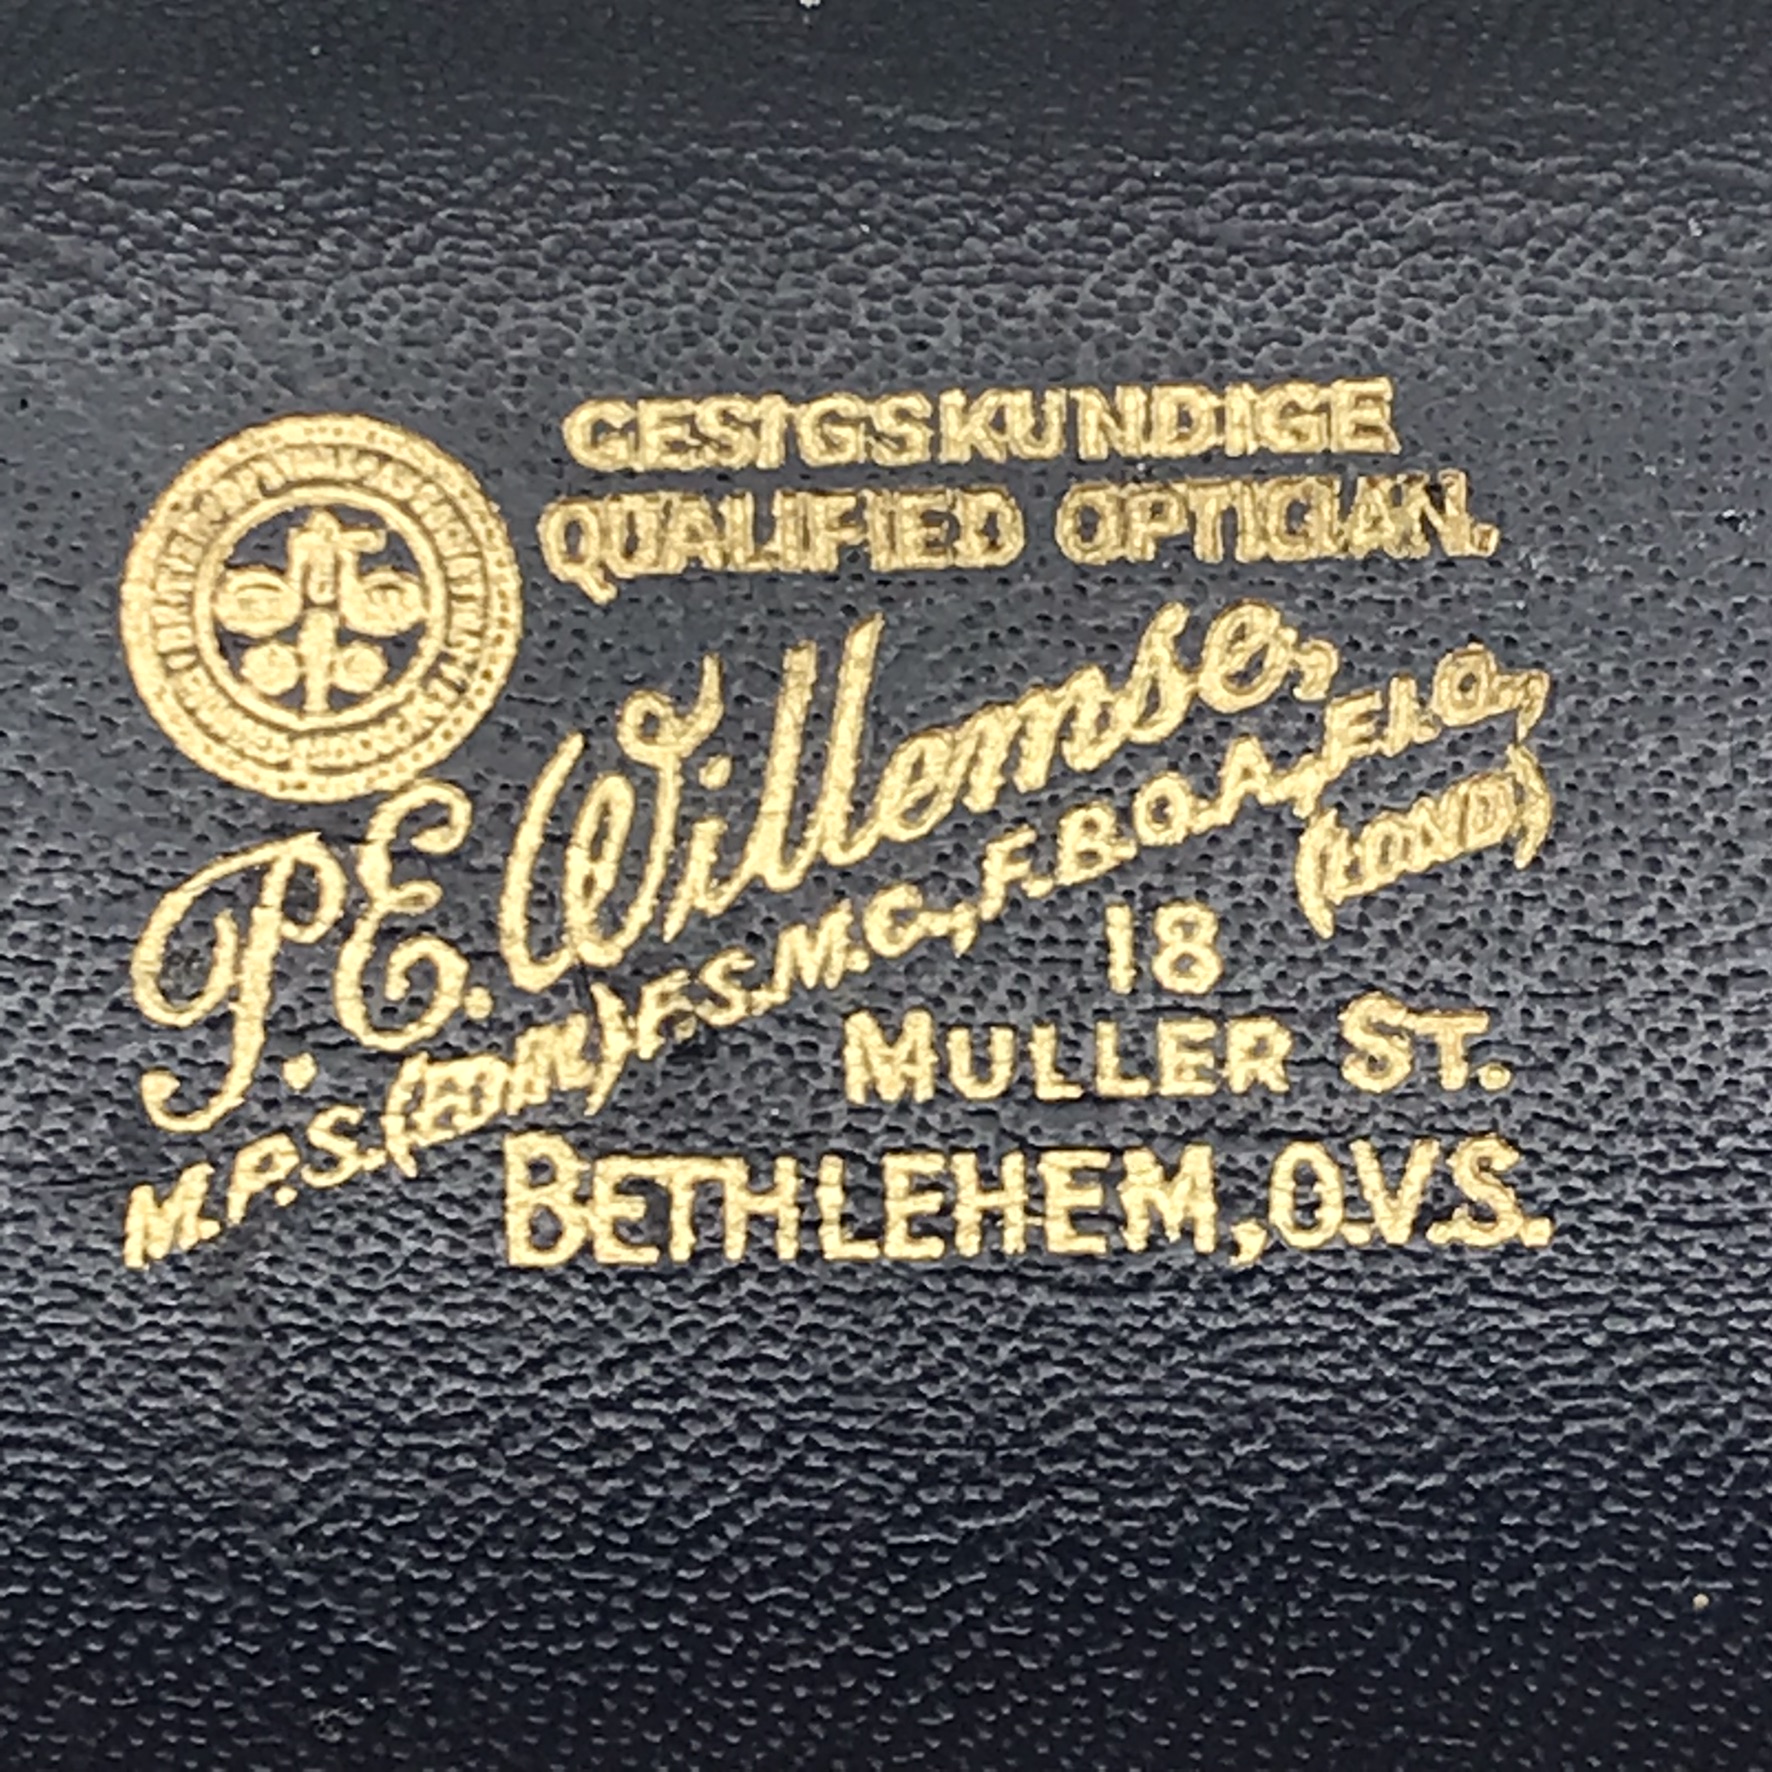 GESIGSKUNDIGE
QUALIFIED OPTICIAN.
P.E. Willemse,
M.P.S.(EDIN).F.S.M.C., F.B.O.A., F.I.O.,
(LOND)
18
MULLER ST.
BETHLEHEM, O.V.S.